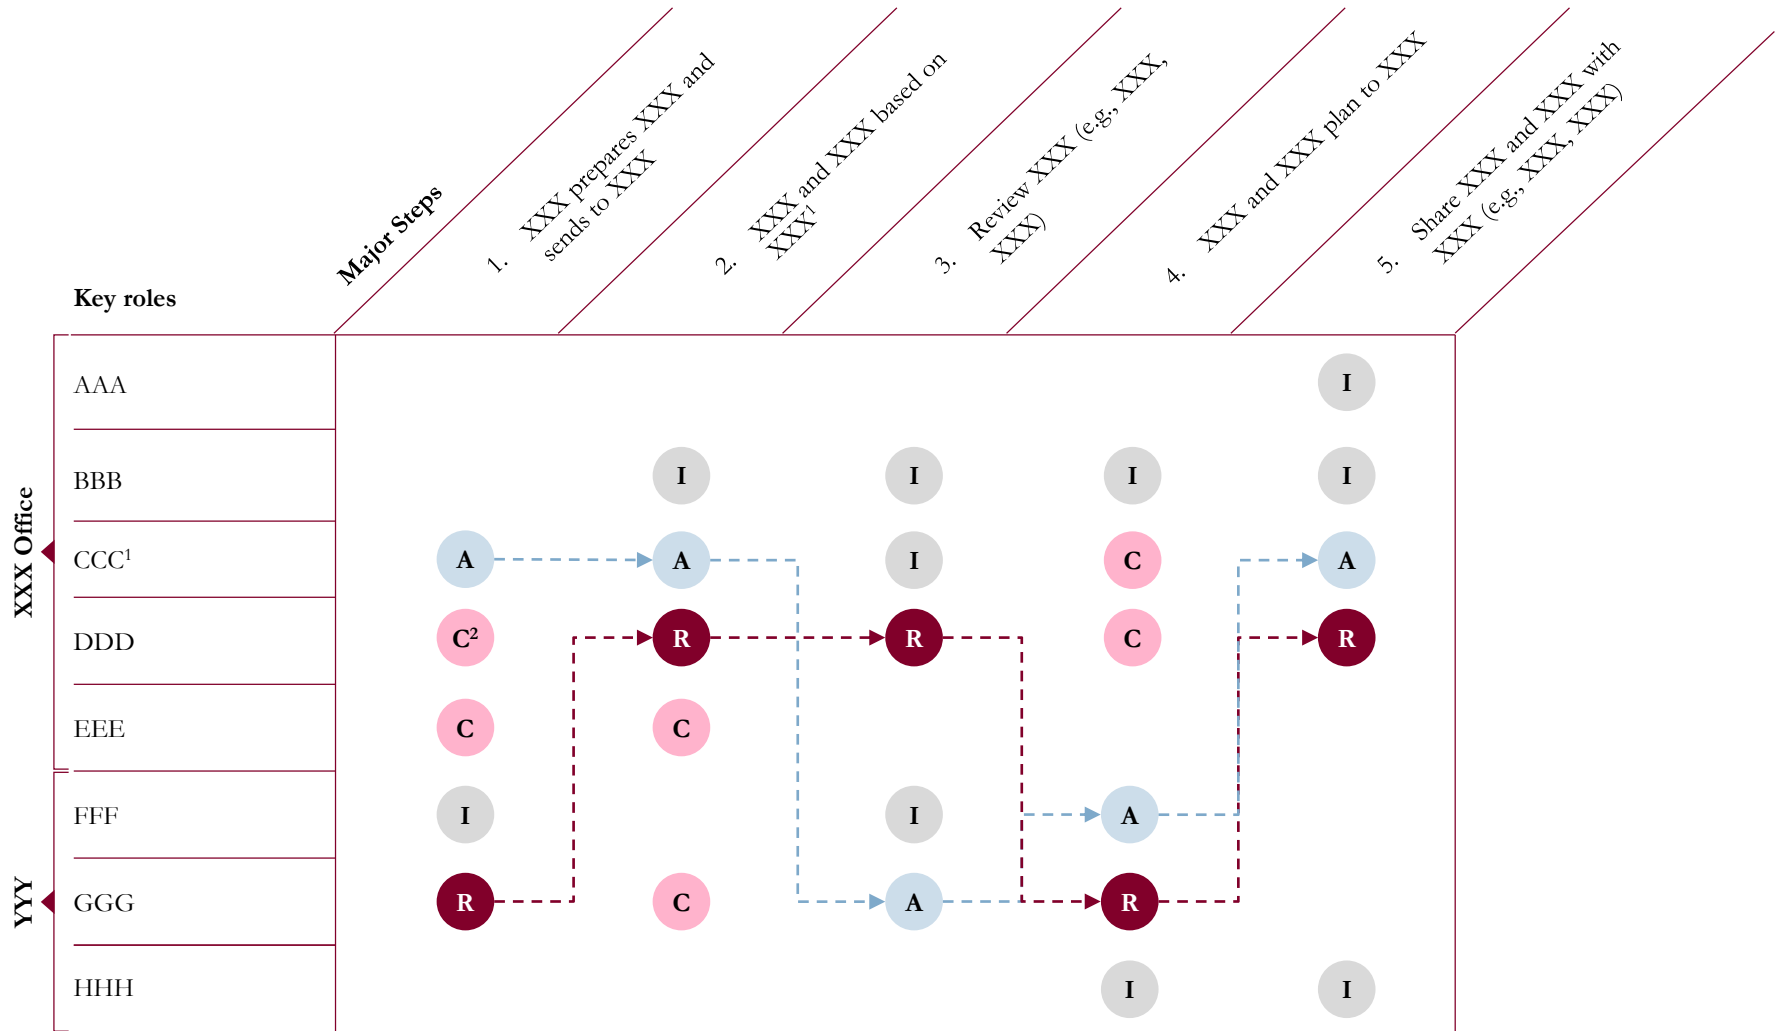 Major Steps
1. XXX prepares XXX and
sends to XXX
2. XXX and XXX based on
XXX¹
3. Review XXX (e.g., XXX,
XXX)
4. XXX and XXX plan to XXX
5. Share XXX and XXX with
XXX (e.g., XXX, XXX)
Key roles
XXX Office
AAA I
BBB I I I I
CCC¹ A A I C A
DDD C² R R C R
EEE C C
YYY
FFF I I A
GGG R C A R
HHH I I